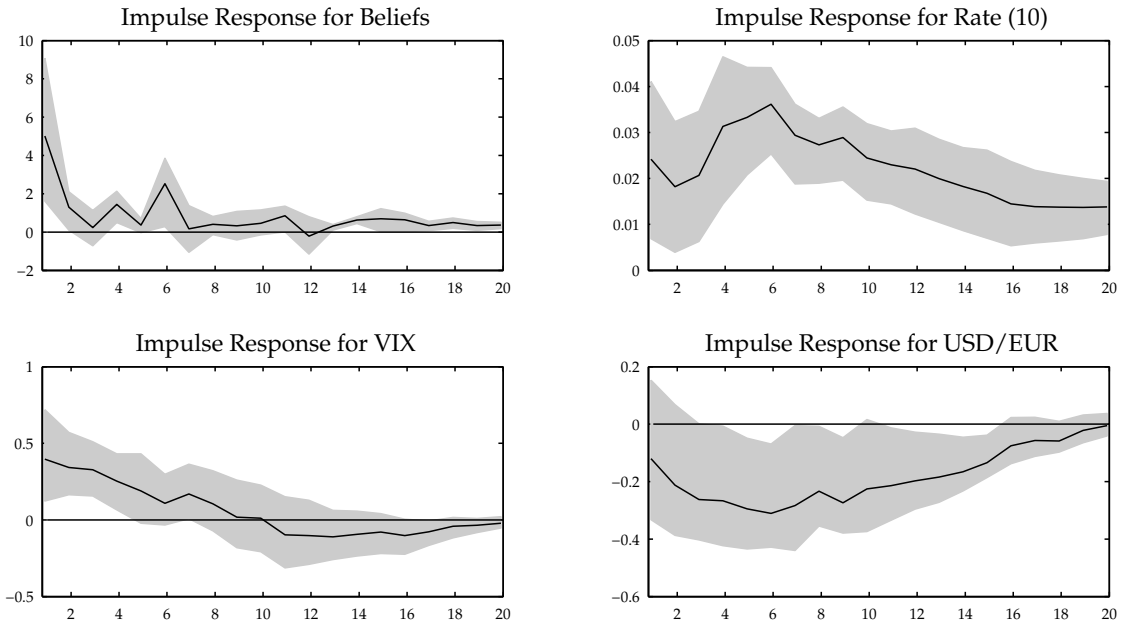 Impulse Response for Beliefs
10
8
6
4
2
0
−2
2 4 6 8 10 12 14 16 18 20
Impulse Response for Rate (10)
0.05
0.04
0.03
0.02
0.01
0
2 4 6 8 10 12 14 16 18 20
Impulse Response for VIX
1
0.5
0
−0.5
2 4 6 8 10 12 14 16 18 20
Impulse Response for USD/EUR
0.2
0
−0.2
−0.4
−0.6
2 4 6 8 10 12 14 16 18 20